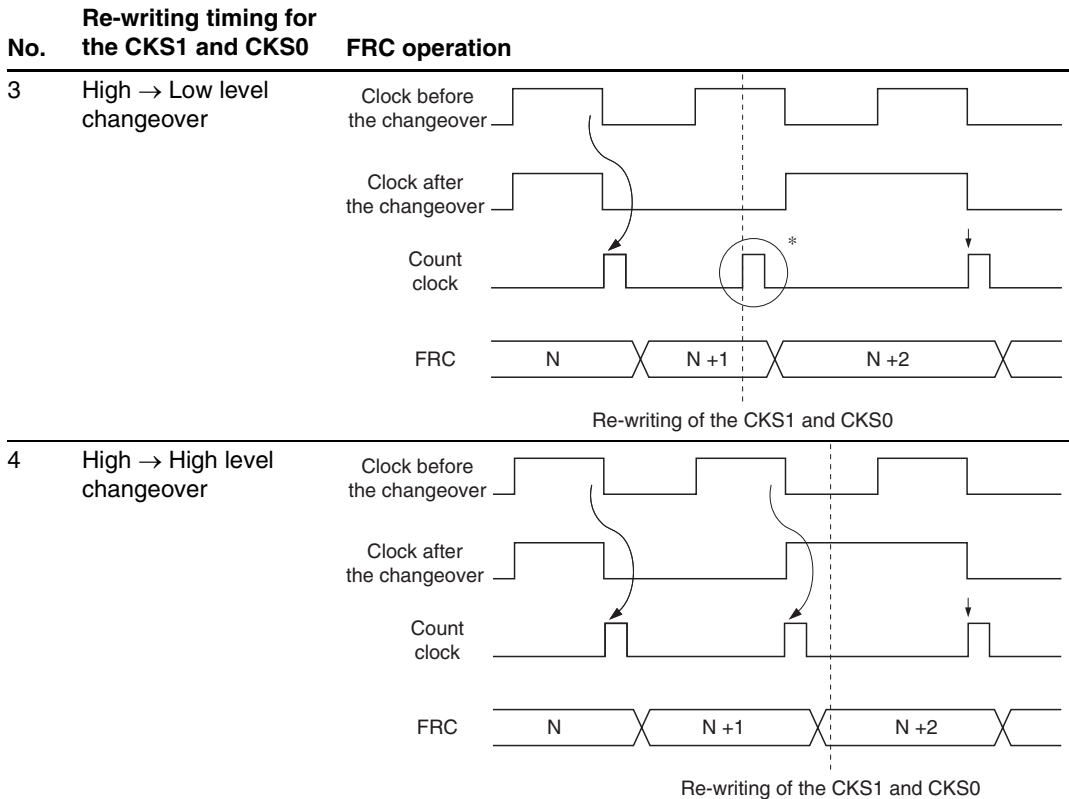 No.
Re-writing timing for
the CKS1 and CKS0
FRC operation
3
High → Low level
changeover
Clock before
the changeover
Clock after
the changeover
Count
clock
*
FRC
N
N +1
N +2
Re-writing of the CKS1 and CKS0
4
High → High level
changeover
Clock before
the changeover
Clock after
the changeover
Count
clock
FRC
N
N +1
N +2
Re-writing of the CKS1 and CKS0